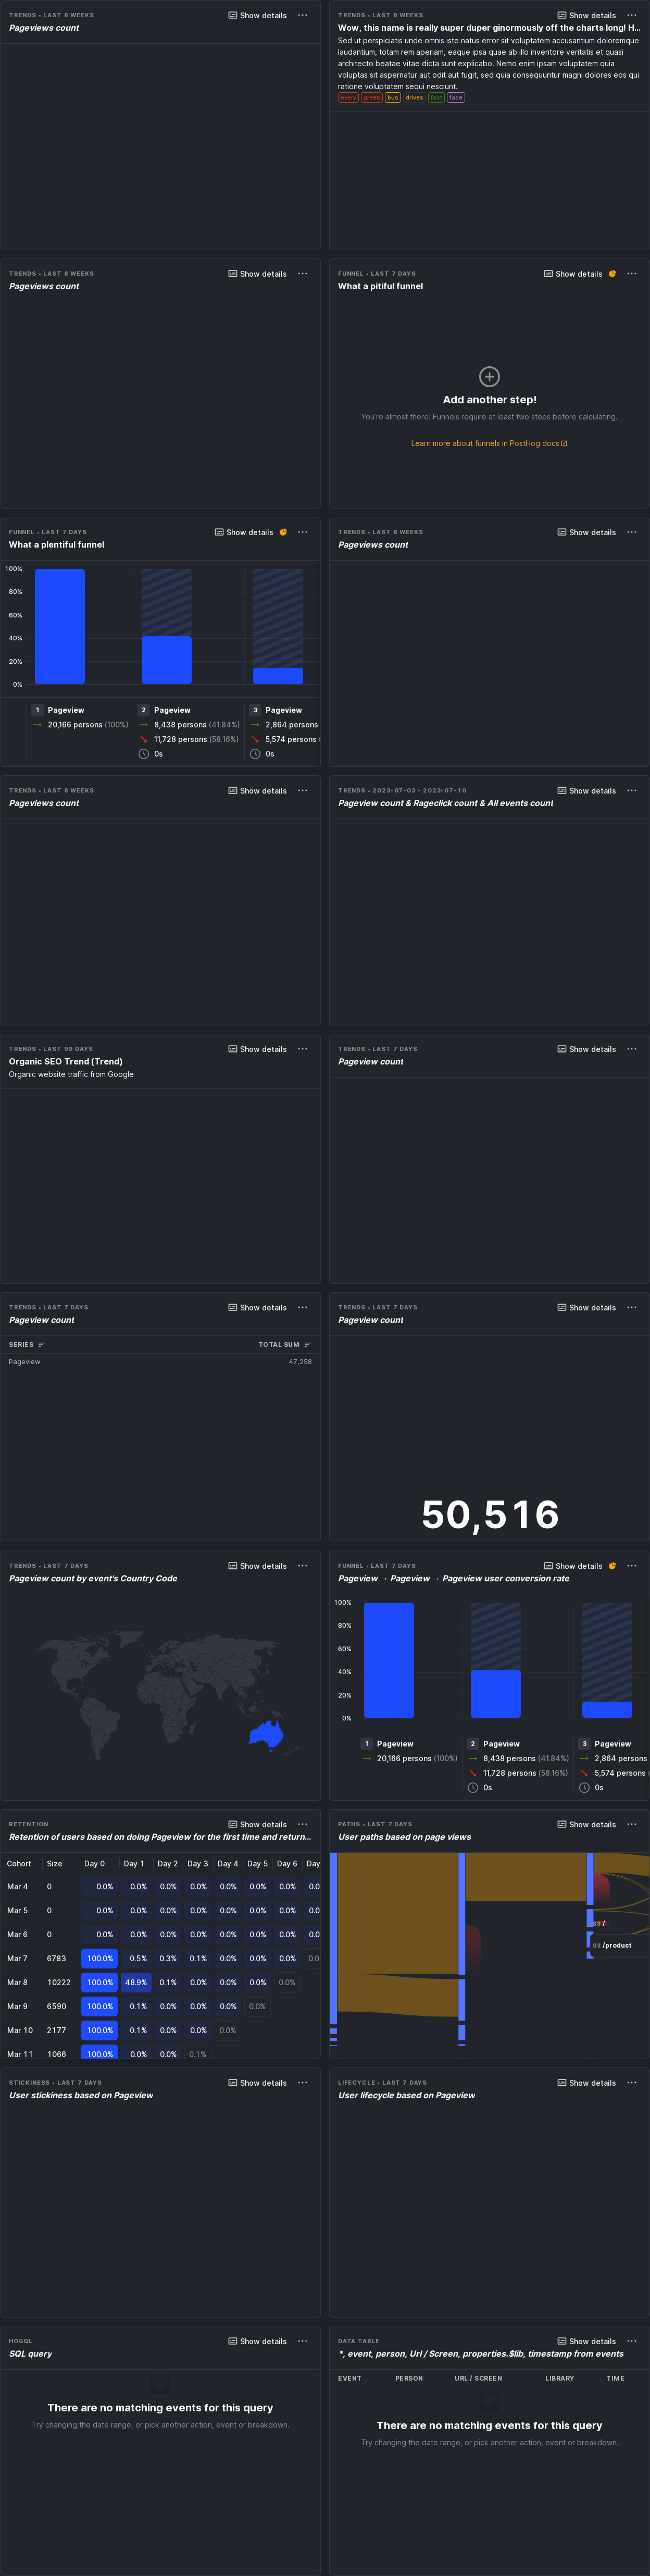 TRENDS • LAST 8 WEEKS
Show details
Pageviews count
TRENDS • LAST 8 WEEKS
Show details
Wow, this name is really super duper ginormously off the charts long! H...
Sed ut perspiciatis unde omnis iste natus error sit voluptatem accusantium doloremque
laudantium, totam rem aperiam, eaque ipsa quae ab illo inventore veritatis et quasi
architecto beatae vitae dicta sunt explicabo. Nemo enim ipsam voluptatem quia
voluptas sit aspernatur aut odit aut fugit, sed quia consequuntur magni dolores eos qui
ratione voluptatem sequi nesciunt.
every green bus drives fast face
TRENDS • LAST 8 WEEKS
Show details
Pageviews count
FUNNEL • LAST 7 DAYS
Show details
What a pitiful funnel
Add another step!
You're almost there! Funnels require at least two steps before calculating.
Learn more about funnels in PostHog docs
FUNNEL • LAST 7 DAYS
Show details
What a plentiful funnel
100%
80%
60%
40%
20%
0%
1 Pageview
20,166 persons (100%)
2 Pageview
8,438 persons (41.84%)
11,728 persons (58.16%)
0s
3 Pageview
2,864 persons
5,574 persons
0s
TRENDS • LAST 8 WEEKS
Show details
Pageviews count
TRENDS • LAST 8 WEEKS
Show details
Pageviews count
TRENDS • 2023-07-03 - 2023-07-10
Show details
Pageview count & Rageclick count & All events count
TRENDS • LAST 90 DAYS
Show details
Organic SEO Trend (Trend)
Organic website traffic from Google
TRENDS • LAST 7 DAYS
Show details
Pageview count
TRENDS • LAST 7 DAYS
Show details
Pageview count
SERIES TOTAL SUM
Pageview 47,258
TRENDS • LAST 7 DAYS
Show details
Pageview count
50,516
TRENDS • LAST 7 DAYS
Show details
Pageview count by event's Country Code
FUNNEL • LAST 7 DAYS
Show details
Pageview → Pageview → Pageview user conversion rate
100%
80%
60%
40%
20%
0%
1 Pageview
20,166 persons (100%)
2 Pageview
8,438 persons (41.84%)
11,728 persons (58.16%)
0s
3 Pageview
2,864 persons
5,574 persons
0s
RETENTION
Show details
Retention of users based on doing Pageview for the first time and return...
Cohort Size Day 0 Day 1 Day 2 Day 3 Day 4 Day 5 Day 6 Day
Mar 4 0 0.0% 0.0% 0.0% 0.0% 0.0% 0.0% 0.0% 0.0
Mar 5 0 0.0% 0.0% 0.0% 0.0% 0.0% 0.0% 0.0% 0.0
Mar 6 0 0.0% 0.0% 0.0% 0.0% 0.0% 0.0% 0.0% 0.0
Mar 7 6783 100.0% 0.5% 0.3% 0.1% 0.0% 0.0% 0.0% 0.0
Mar 8 10222 100.0% 48.9% 0.1% 0.0% 0.0% 0.0% 0.0%
Mar 9 6590 100.0% 0.1% 0.0% 0.0% 0.0% 0.0%
Mar 10 2177 100.0% 0.1% 0.0% 0.0% 0.0%
Mar 11 1066 100.0% 0.0% 0.0% 0.1%
PATHS • LAST 7 DAYS
Show details
User paths based on page views
03 /
03 /product
STICKINESS • LAST 7 DAYS
Show details
User stickiness based on Pageview
LIFECYCLE • LAST 7 DAYS
Show details
User lifecycle based on Pageview
HOGQL
Show details
SQL query
There are no matching events for this query
Try changing the date range, or pick another action, event or breakdown.
DATA TABLE
Show details
*, event, person, Url / Screen, properties.$lib, timestamp from events
EVENT PERSON URL / SCREEN LIBRARY TIME
There are no matching events for this query
Try changing the date range, or pick another action, event or breakdown.